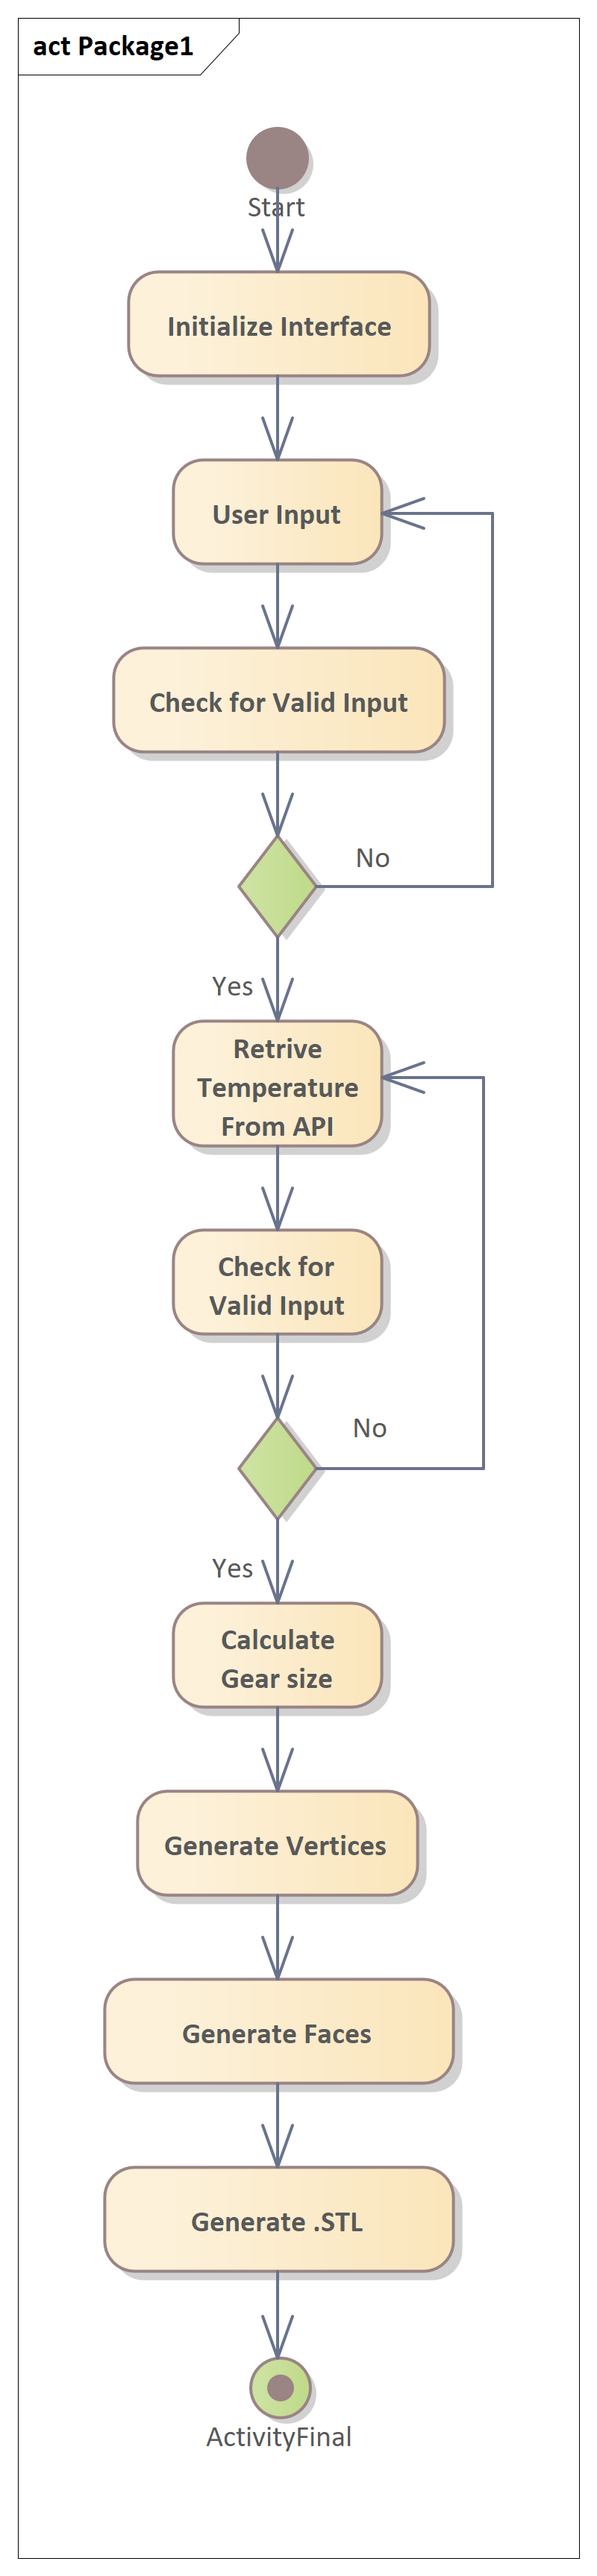 act Package1
Start
Initialize Interface
User Input
Check for Valid Input
No
Yes
Retrive
Temperature
From API
Check for
Valid Input
No
Yes
Calculate
Gear size
Generate Vertices
Generate Faces
Generate .STL
ActivityFinal